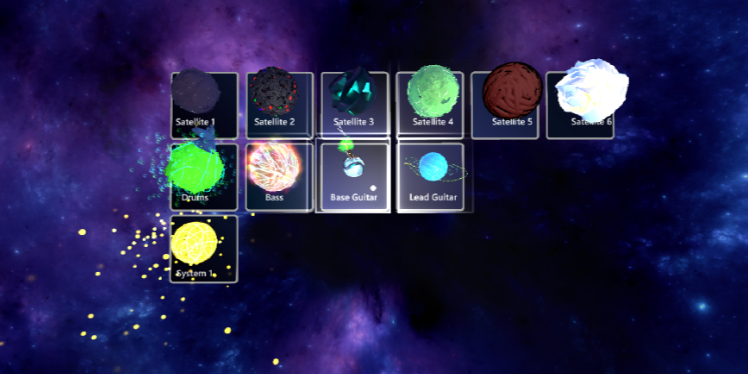 Satellite 1
Satellite 2
Satellite 3
Satellite 4
Satellite 5
Satellite 6
Drums
Bass
Base Guitar
Lead Guitar
System 1